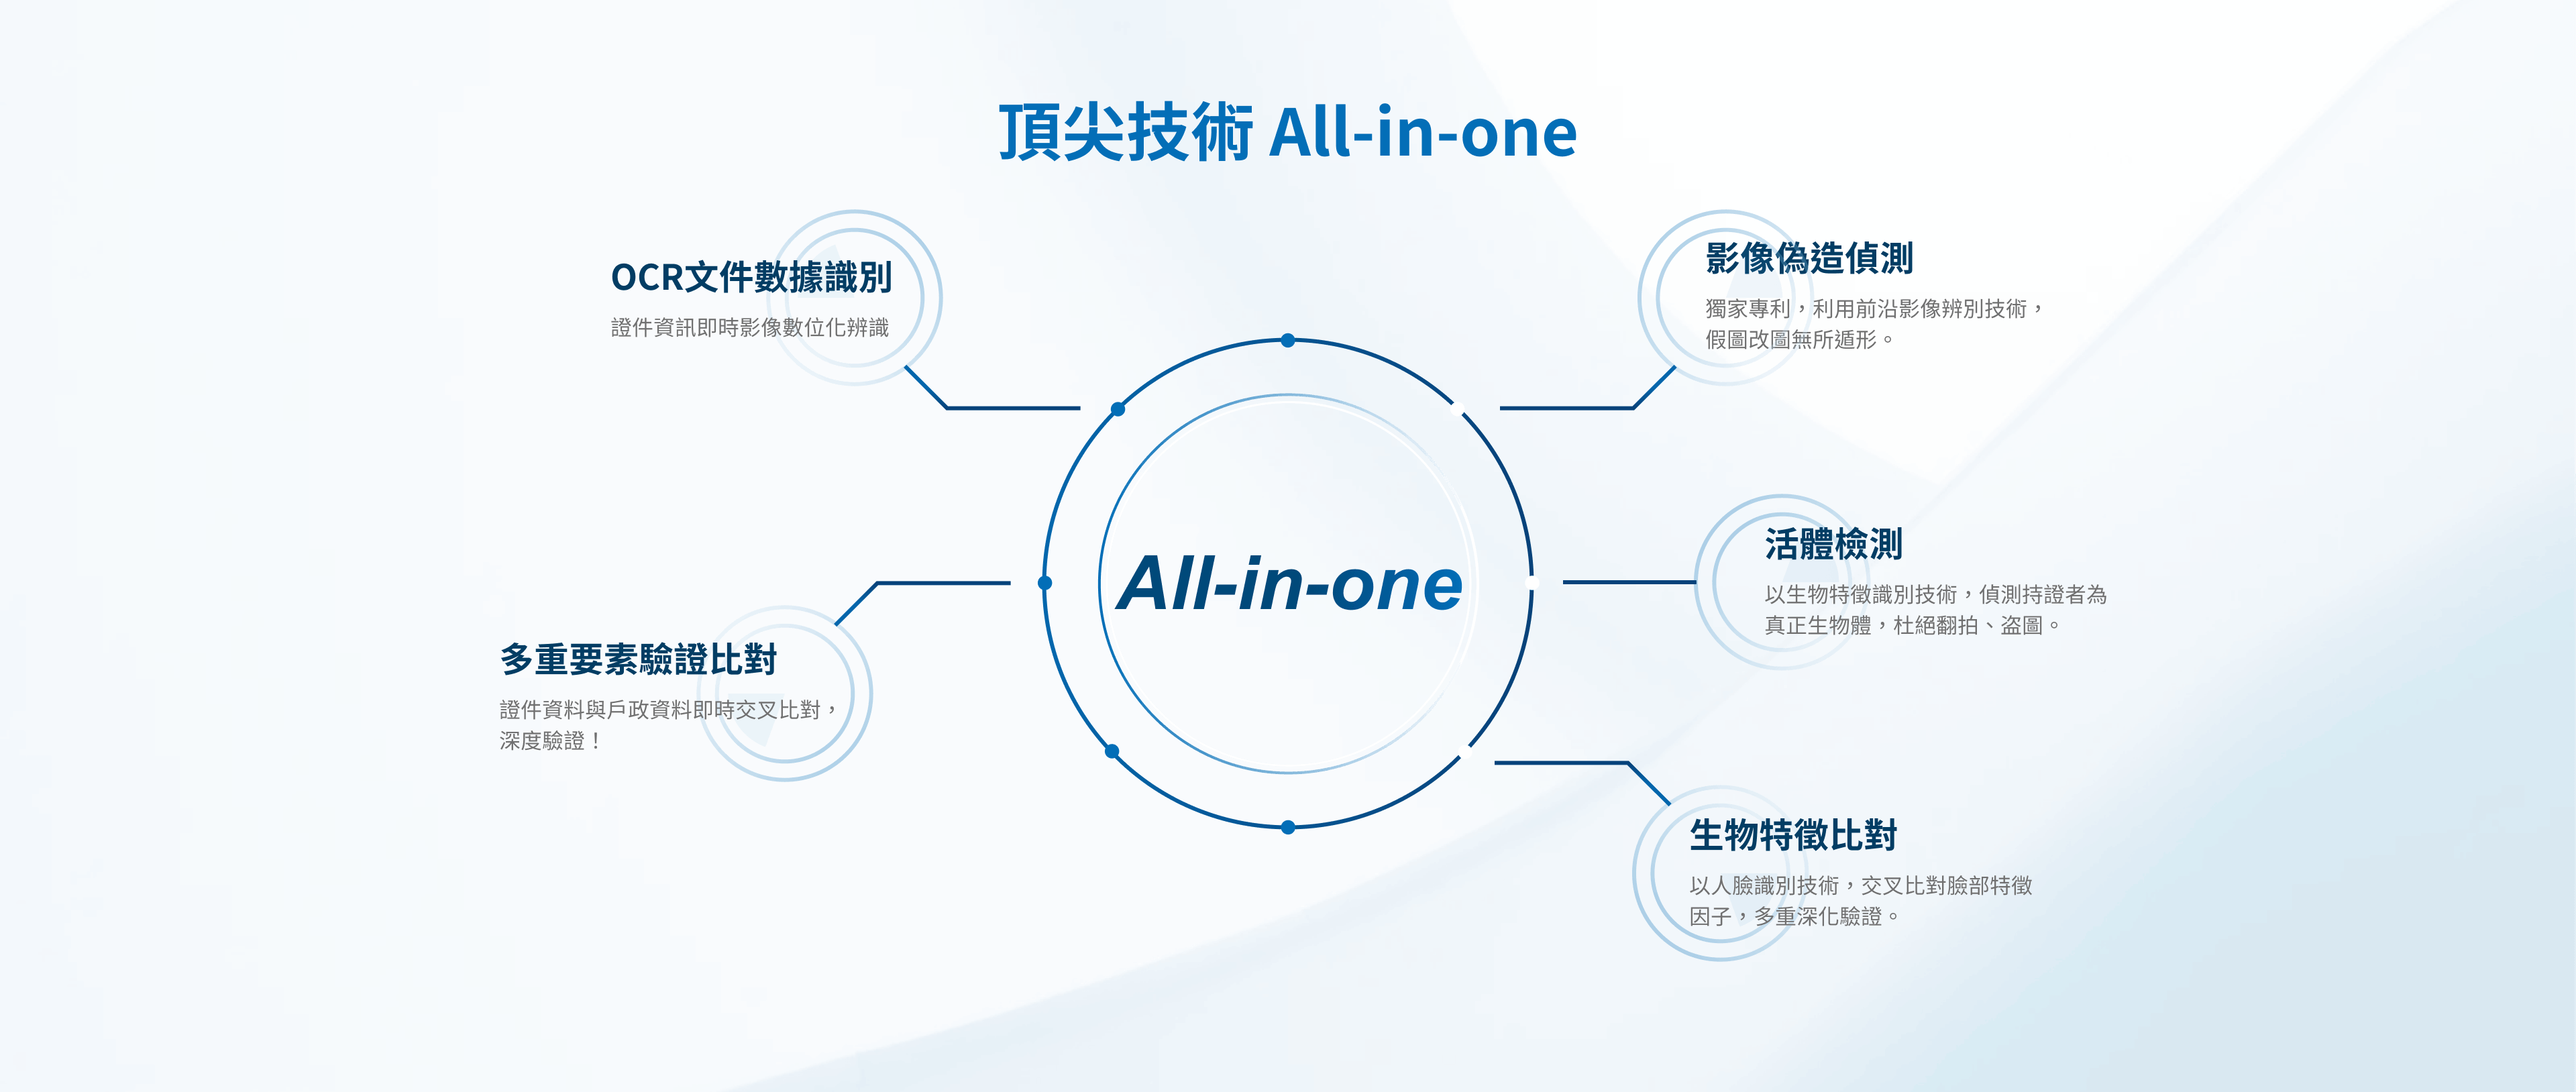 頂尖技術 All-in-one
OCR文件數據識別
證件資訊即時影像數位化辨識
多重要素驗證比對
證件資料與戶政資料即時交叉比對，
深度驗證！
All-in-one
影像偽造偵測
獨家專利，利用前沿影像辨別技術，
假圖改圖無所遁形。
活體檢測
以生物特徵識別技術，偵測持證者為
真正生物體，杜絕翻拍、盜圖。
生物特徵比對
以人臉識別技術，交叉比對臉部特徵
因子，多重深化驗證。